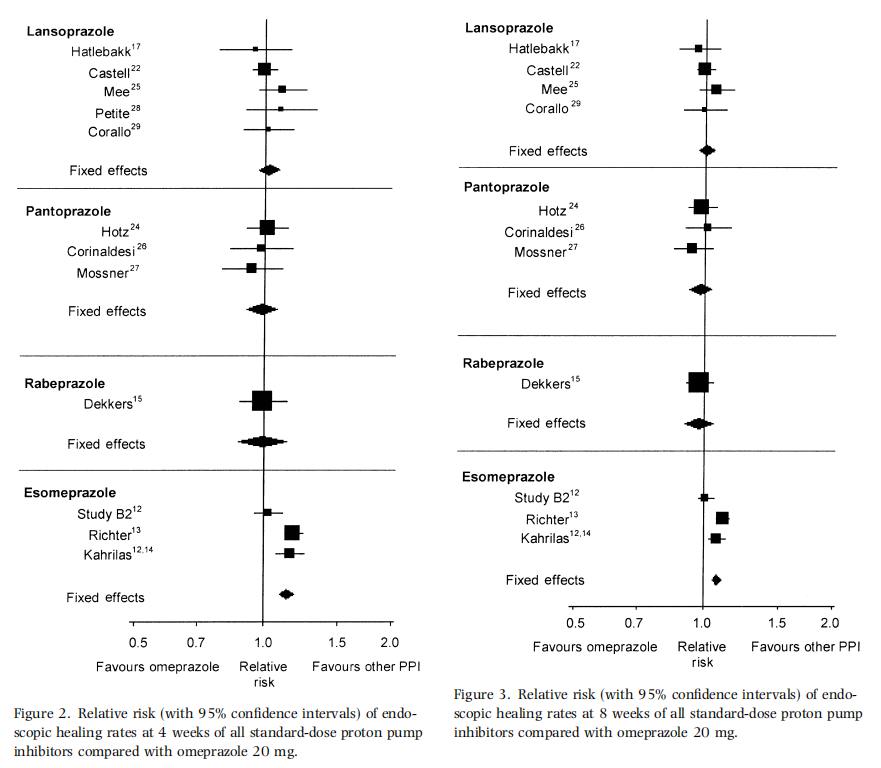 Lansoprazole
Hatlebakk17
Castell22
Mee25
Petite28
Corallo29
Fixed effects
Pantoprazole
Hotz24
Corinaldesi26
Mossner27
Fixed effects
Rabeprazole
Dekkers15
Fixed effects
Esomeprazole
Study B212
Richter13
Kahrilas12,14
Fixed effects
0.5 0.7 1.0 1.5 2.0
Favours omeprazole Relative risk Favours other PPI
Figure 2. Relative risk (with 95% confidence intervals) of endo-
scopic healing rates at 4 weeks of all standard-dose proton pump
inhibitors compared with omeprazole 20 mg.
Lansoprazole
Hatlebakk17
Castell22
Mee25
Corallo29
Fixed effects
Pantoprazole
Hotz24
Corinaldesi26
Mossner27
Fixed effects
Rabeprazole
Dekkers15
Fixed effects
Esomeprazole
Study B212
Richter13
Kahrilas12,14
Fixed effects
0.5 0.7 1.0 1.5 2.0
Favours omeprazole Relative risk Favours other PPI
Figure 3. Relative risk (with 95% confidence intervals) of endo-
scopic healing rates at 8 weeks of all standard-dose proton pump
inhibitors compared with omeprazole 20 mg.